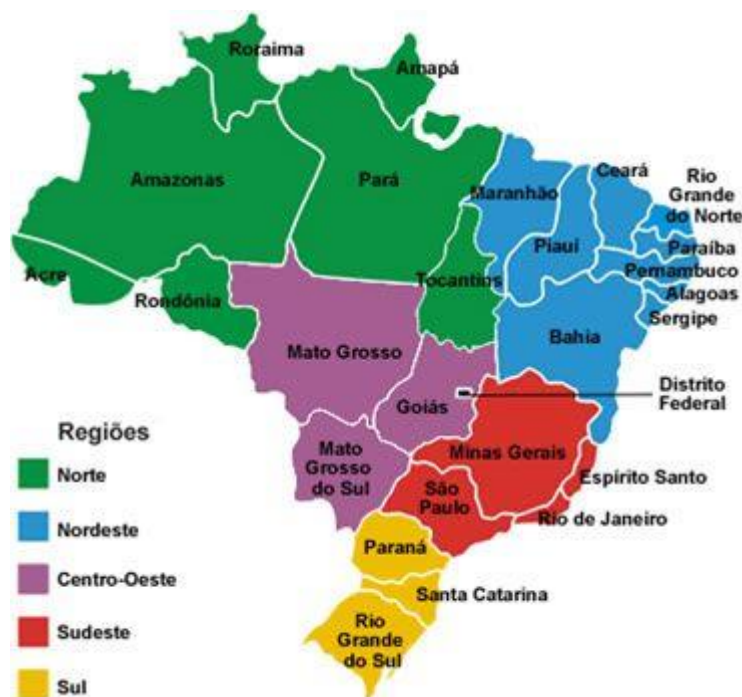 Roraima
Amapá
Amazonas
Pará
Maranhão
Ceará
Rio
Grande
do Norte
Piauí
Paraíba
Pernambuco
Alagoas
Sergipe
Acre
Rondônia
Tocantins
Bahia
Mato Grosso
Goiás
Distrito
Federal
Mato
Grosso
do Sul
Minas Gerais
Espírito Santo
São
Paulo
Rio de Janeiro
Paraná
Santa Catarina
Rio
Grande
do Sul
Regiões
Norte
Nordeste
Centro-Oeste
Sudeste
Sul